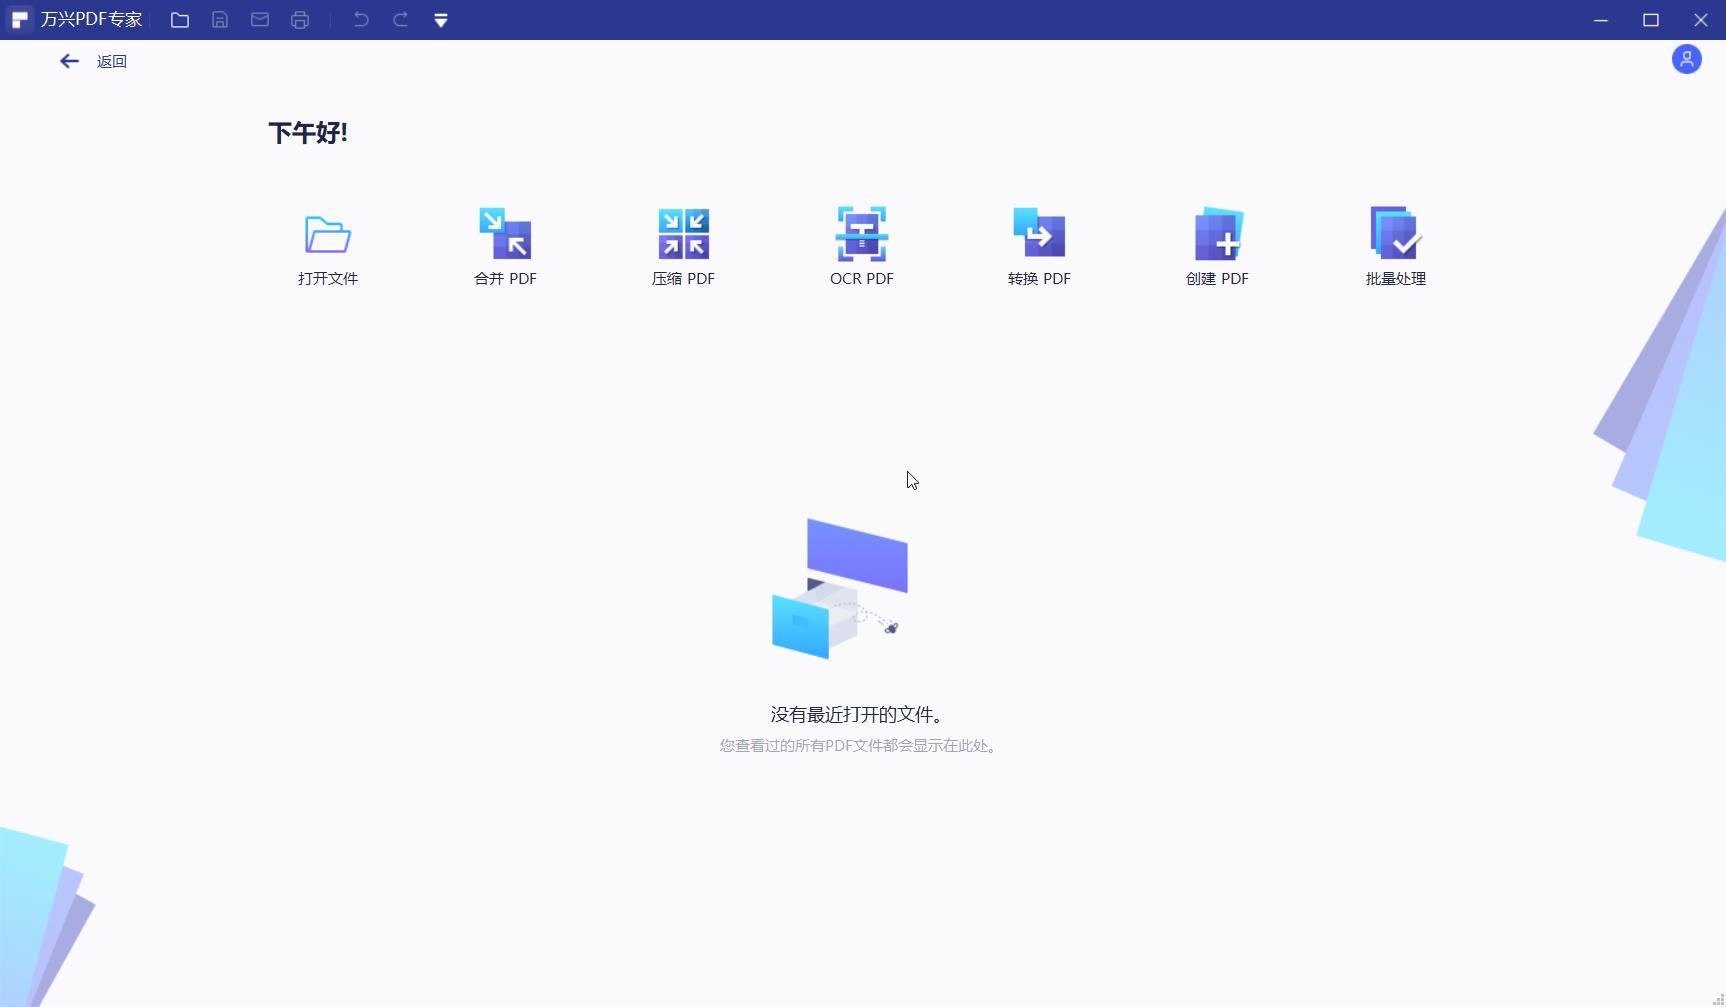 万兴PDF专家
返回
下午好!
打开文件
合并 PDF
压缩 PDF
OCR PDF
转换 PDF
创建 PDF
批量处理
没有最近打开的文件。
您查看过的所有PDF文件都会显示在此处。